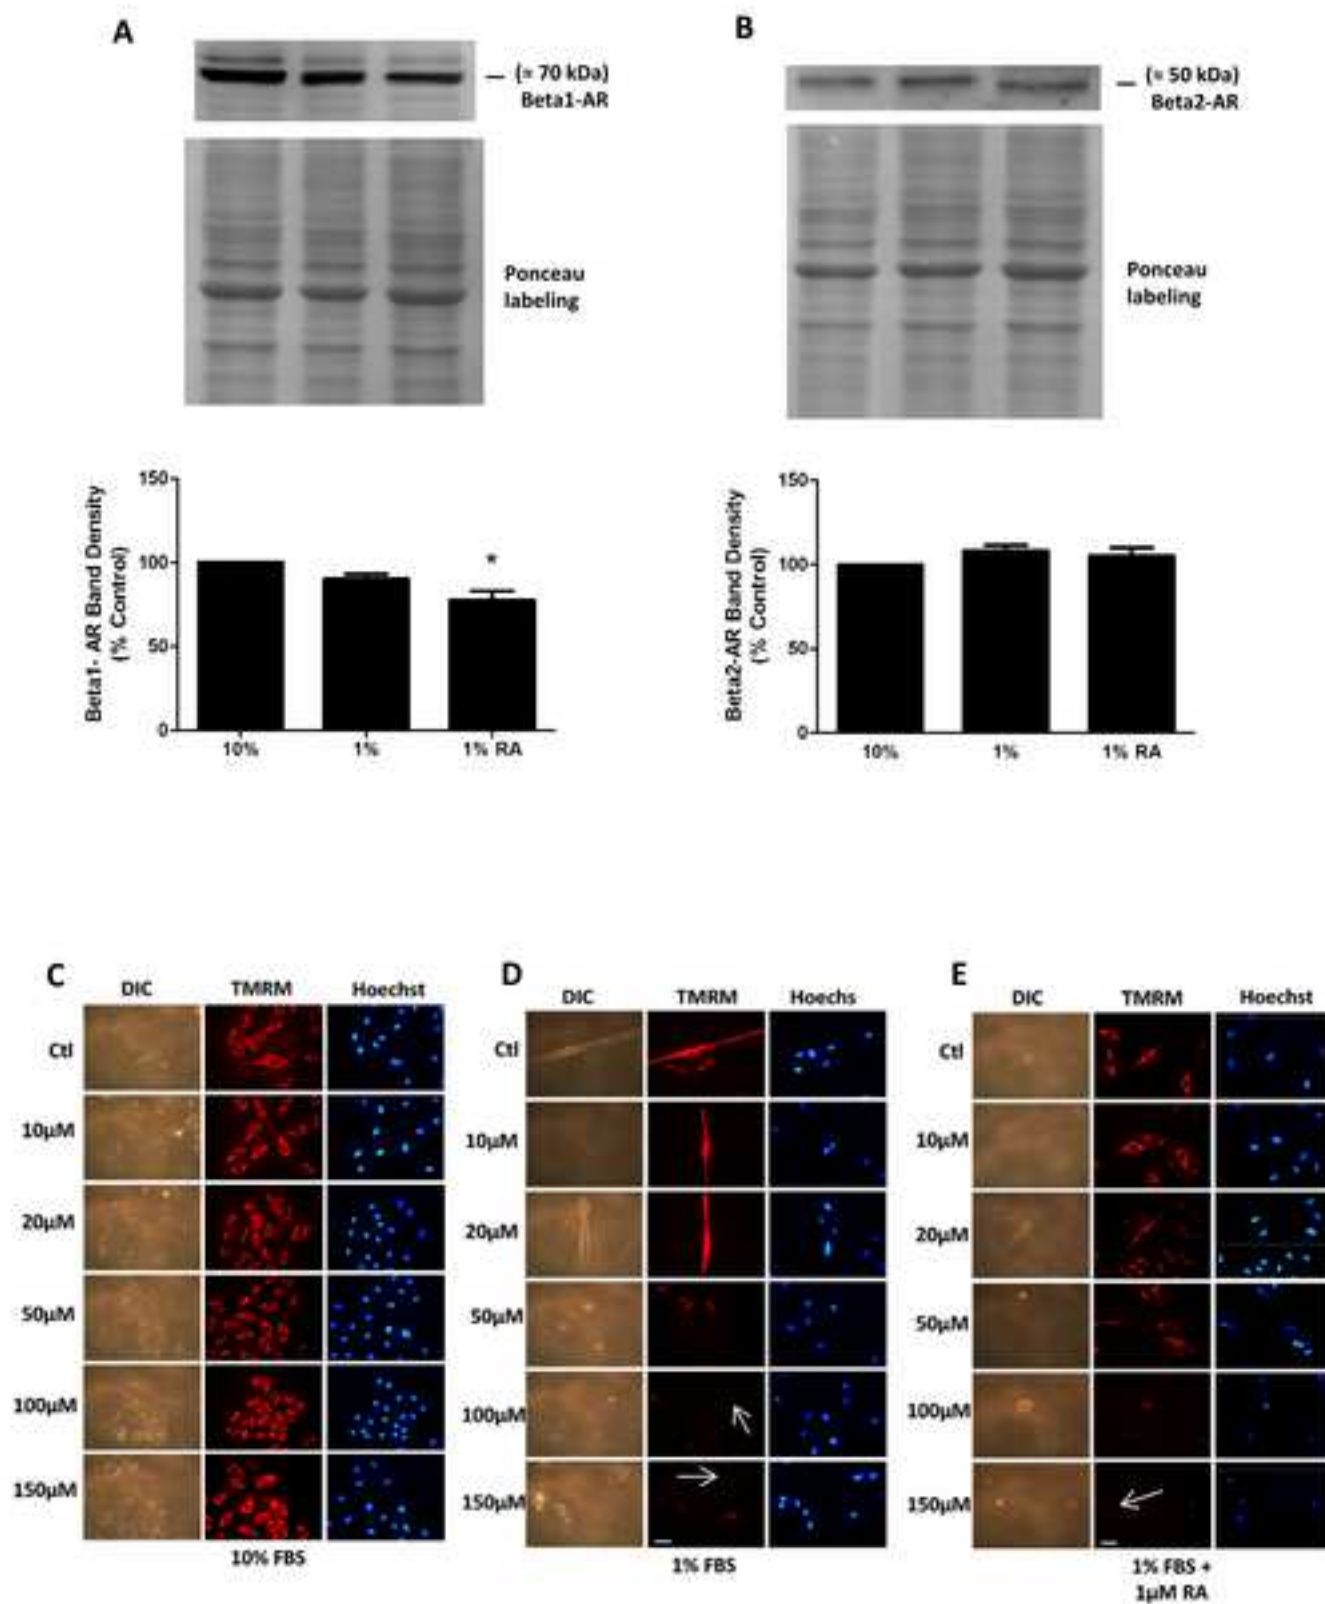 A
(≈ 70 kDa)
Beta1-AR
Ponceau
labeling
Beta1- AR Band Density
(% Control)
150
100
50
0
*
10%
1%
1% RA
B
(≈ 50 kDa)
Beta2-AR
Ponceau
labeling
Beta2-AR Band Density
(% Control)
150
100
50
0
10%
1%
1% RA
C
DIC
TMRM
Hoechst
Ctl
10µM
20µM
50µM
100µM
150µM
10% FBS
D
DIC
TMRM
Hoechs
Ctl
10µM
20µM
50µM
100µM
150µM
1% FBS
E
DIC
TMRM
Hoechst
Ctl
10µM
20µM
50µM
100µM
150µM
1% FBS +
1µM RA